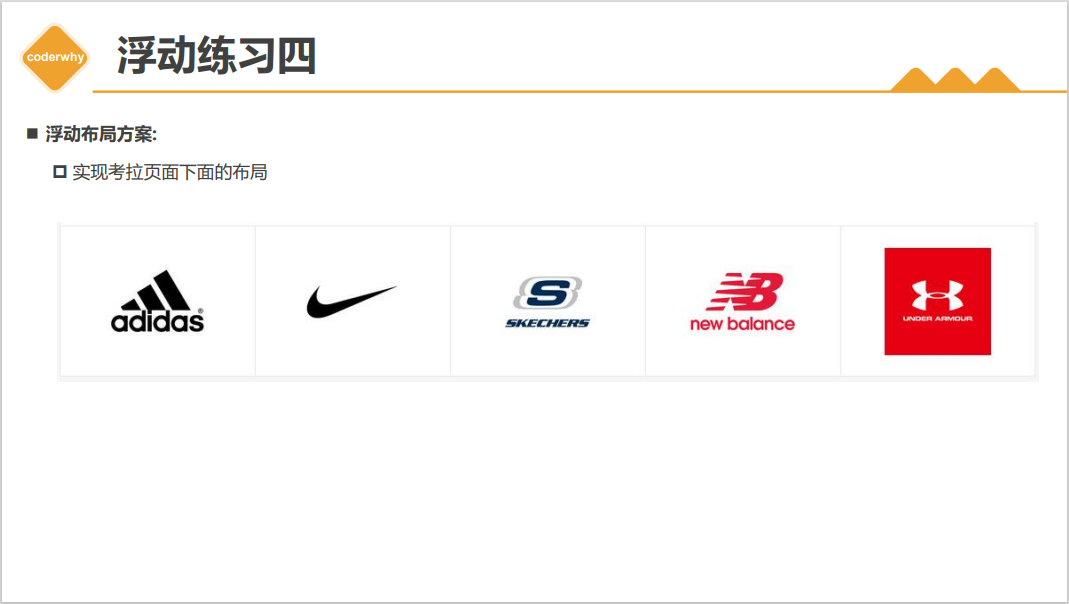 coderwhy
浮动练习四
浮动布局方案:
实现考拉页面下面的布局
adidas®
SKECHERS
new balance
UNDER ARMOUR